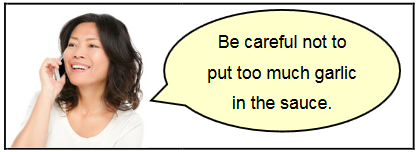 Be careful not to
put too much garlic
in the sauce.